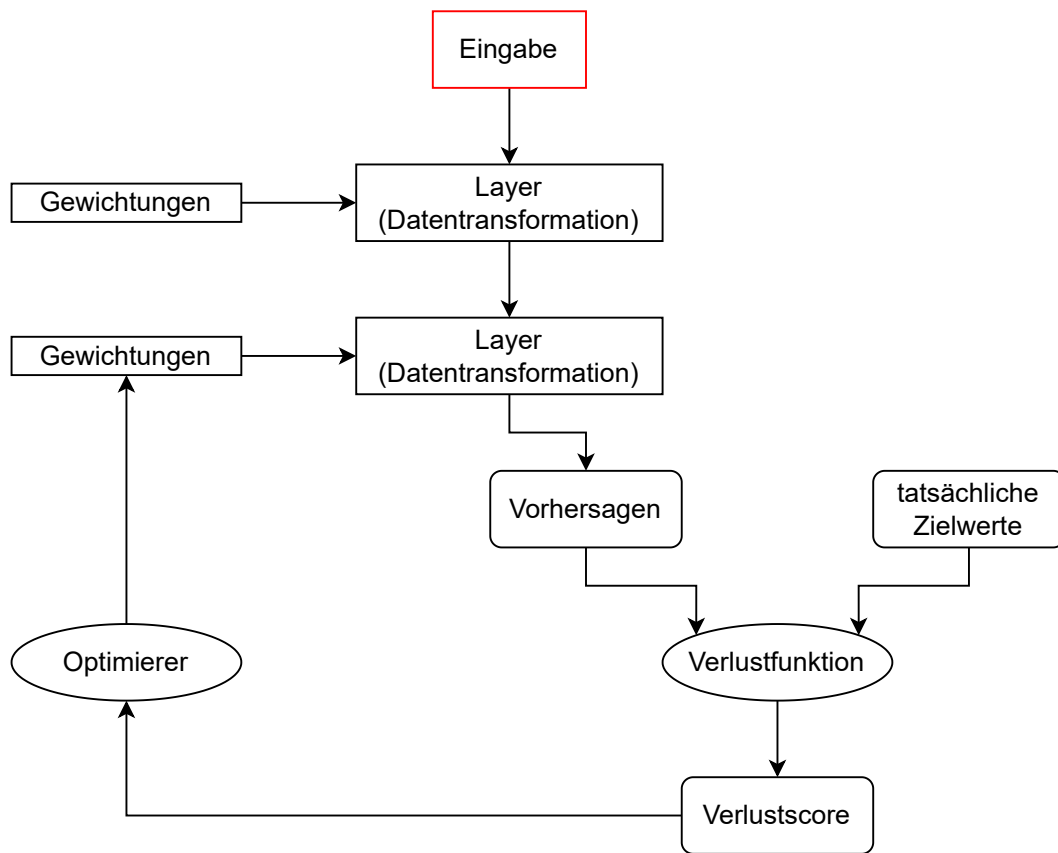 Eingabe
Gewichtungen
Layer
(Datentransformation)
Gewichtungen
Layer
(Datentransformation)
Vorhersagen
tatsächliche
Zielwerte
Optimierer
Verlustfunktion
Verlustscore